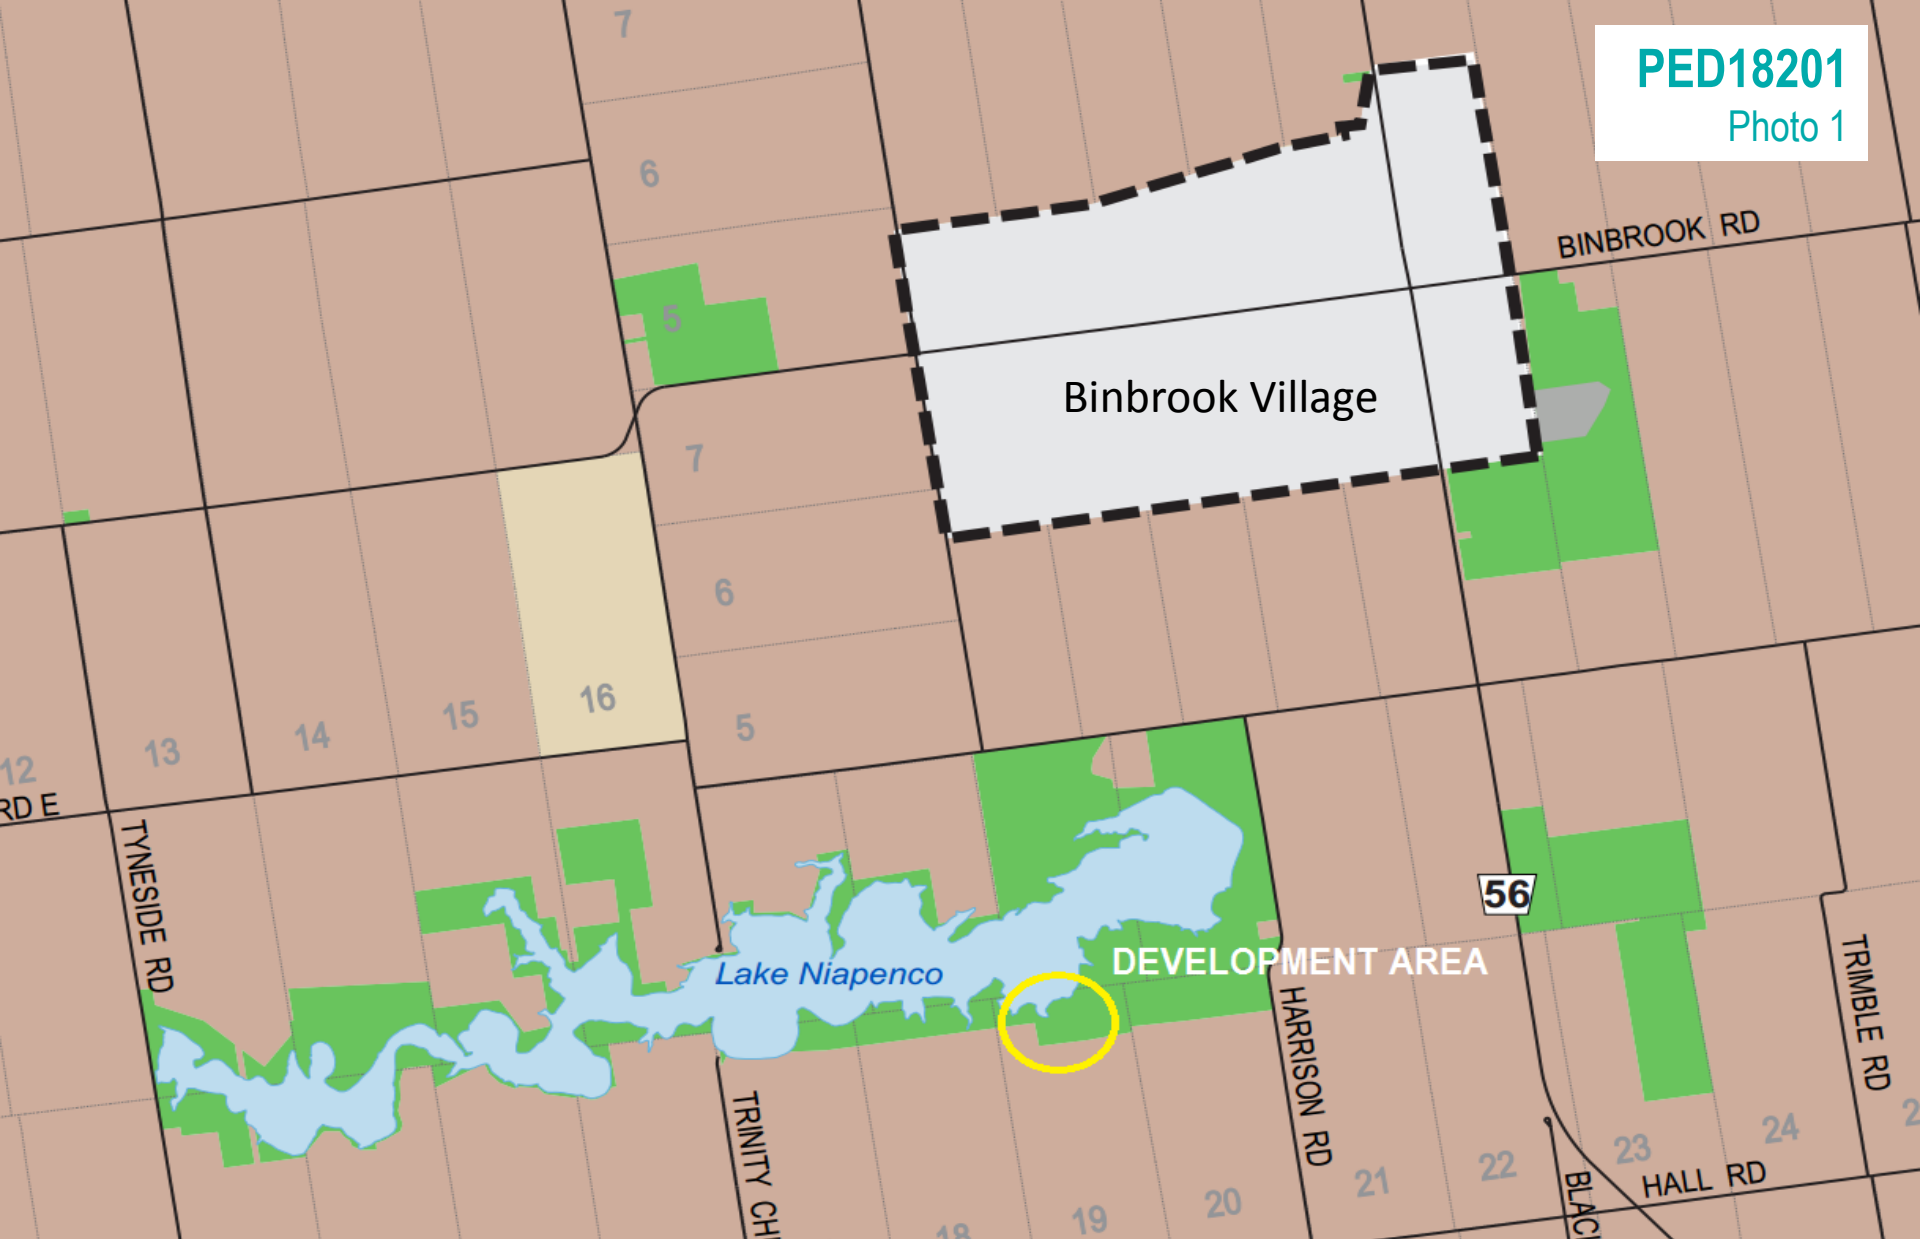 7
PED18201
Photo 1
6
BINBROOK RD
5
Binbrook Village
7
6
16
15
5
14
13
12
RD E
TYNESIDE RD
56
DEVELOPMENT AREA
Lake Niapenco
TRIMBLE RD
HARRISON RD
TRINITY
24
23
22
21
HALL RD
20
19
18